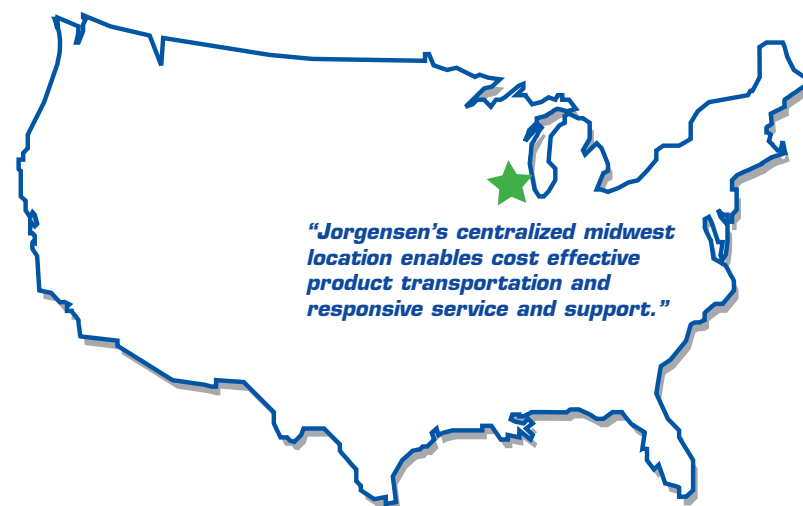 “Jorgensen’s centralized midwest
location enables cost effective
product transportation and
responsive service and support.”